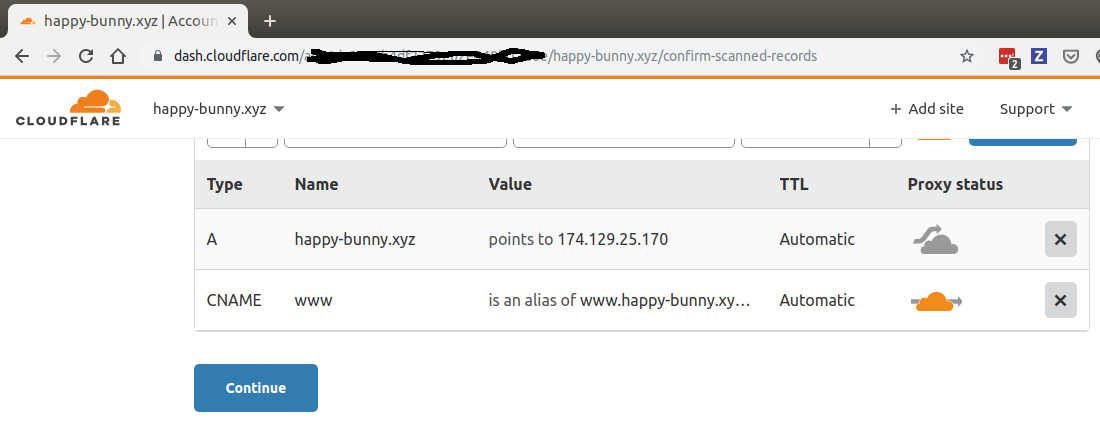 happy-bunny.xyz | Accoun
dash.cloudflare.com/ /happy-bunny.xyz/confirm-scanned-records
2
Z
CLOUDFLARE
happy-bunny.xyz
+ Add site
Support
Type Name Value TTL Proxy status
A happy-bunny.xyz points to 174.129.25.170 Automatic
CNAME www is an alias of www.happy-bunny.xy… Automatic
Continue